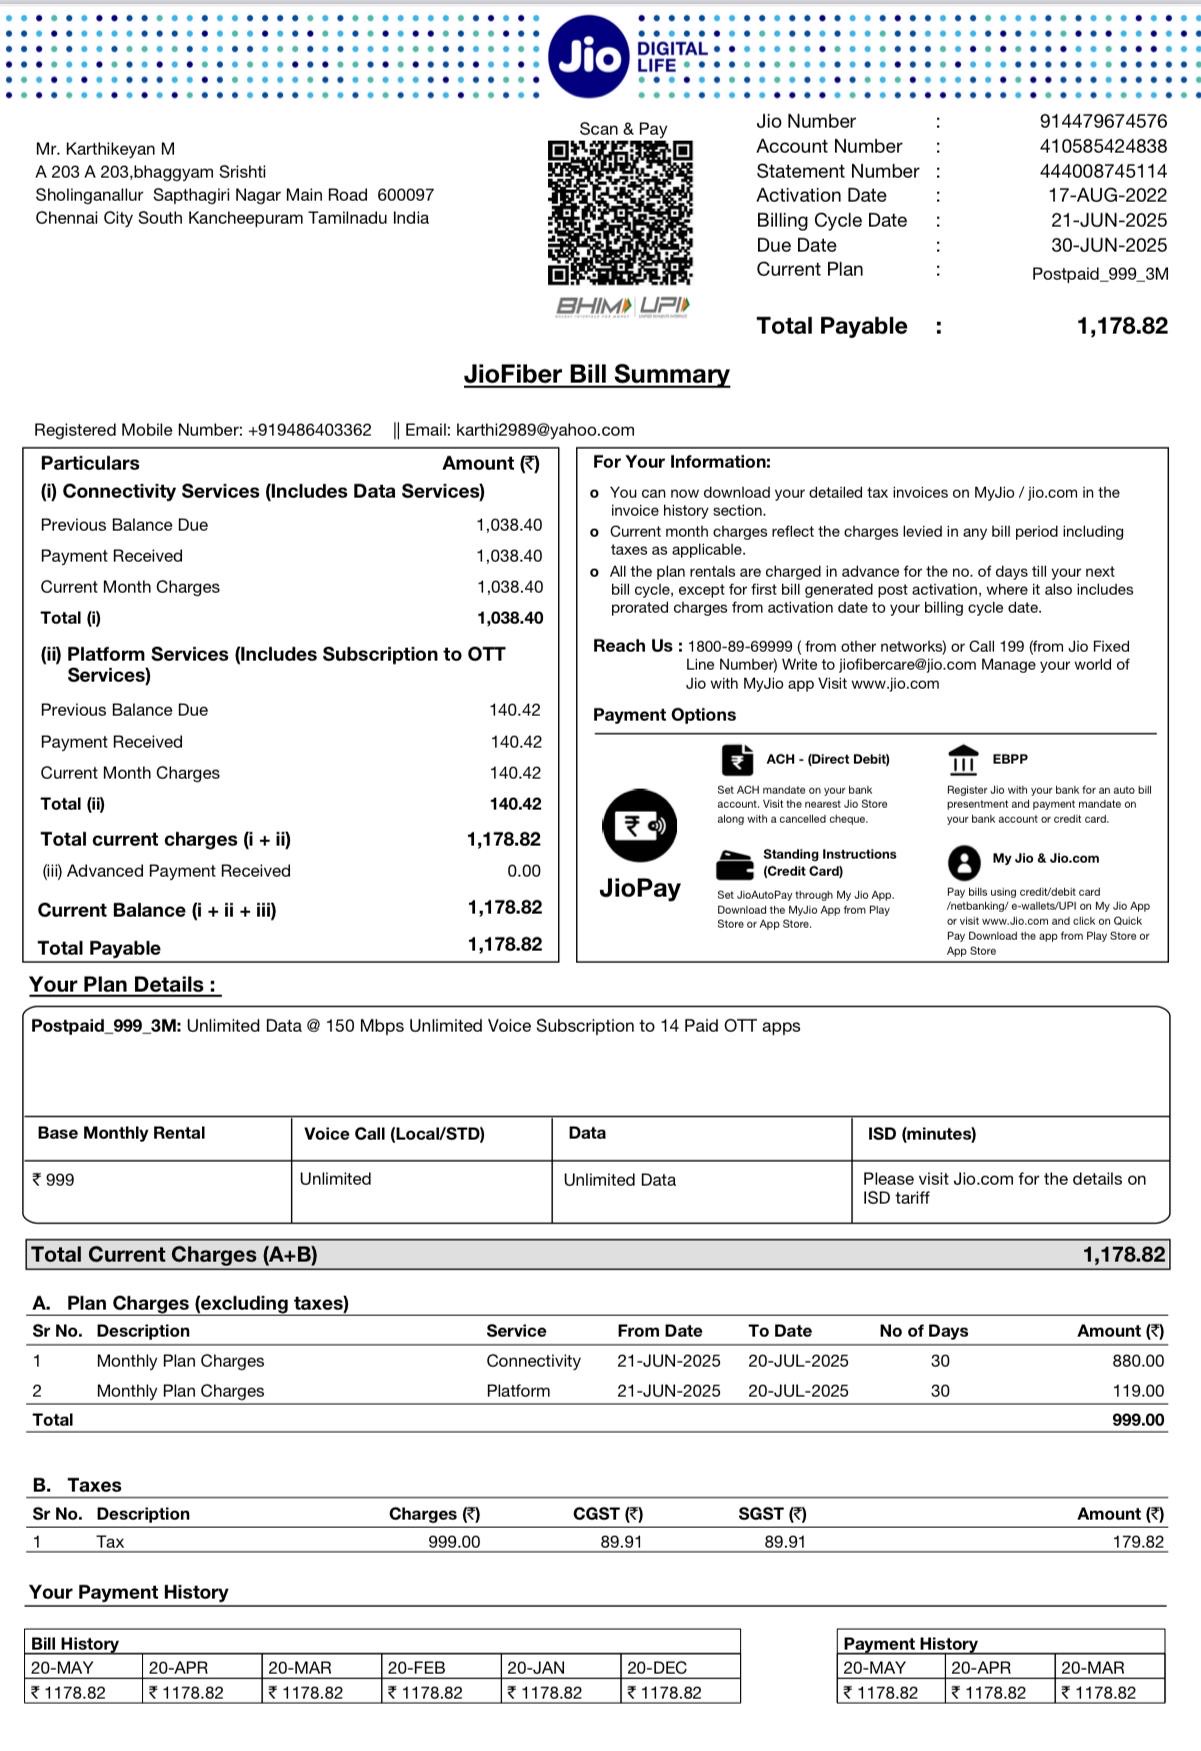 Jio DIGITAL
LIFE
Mr. Karthikeyan M
A 203 A 203,bhaggyam Srishti
Sholinganallur Sapthagiri Nagar Main Road 600097
Chennai City South Kancheepuram Tamilnadu India
Scan & Pay
BHIM UPI
Jio Number : 914479674576
Account Number : 410585424838
Statement Number : 444008745114
Activation Date : 17-AUG-2022
Billing Cycle Date : 21-JUN-2025
Due Date : 30-JUN-2025
Current Plan : Postpaid_999_3M
Total Payable : 1,178.82
JioFiber Bill Summary
Registered Mobile Number: +919486403362 || Email: karthi2989@yahoo.com
Particulars Amount (₹)
(i) Connectivity Services (Includes Data Services)
Previous Balance Due 1,038.40
Payment Received 1,038.40
Current Month Charges 1,038.40
Total (i) 1,038.40
(ii) Platform Services (Includes Subscription to OTT
Services)
Previous Balance Due 140.42
Payment Received 140.42
Current Month Charges 140.42
Total (ii) 140.42
Total current charges (i + ii) 1,178.82
(iii) Advanced Payment Received 0.00
Current Balance (i + ii + iii) 1,178.82
Total Payable 1,178.82
For Your Information:
o You can now download your detailed tax invoices on MyJio / jio.com in the
invoice history section.
o Current month charges reflect the charges levied in any bill period including
taxes as applicable.
o All the plan rentals are charged in advance for the no. of days till your next
bill cycle, except for first bill generated post activation, where it also includes
prorated charges from activation date to your billing cycle date.
Reach Us : 1800-89-69999 ( from other networks) or Call 199 (from Jio Fixed
Line Number) Write to jiofibercare@jio.com Manage your world of
Jio with MyJio app Visit www.jio.com
Payment Options
JioPay
ACH - (Direct Debit)
Set ACH mandate on your bank
account. Visit the nearest Jio Store
along with a cancelled cheque.
EBPP
Register Jio with your bank for an auto bill
presentment and payment mandate on
your bank account or credit card.
Standing Instructions
(Credit Card)
Set JioAutoPay through My Jio App.
Download the MyJio App from Play
Store or App Store.
My Jio & Jio.com
Pay bills using credit/debit card
/netbanking/ e-wallets/UPI on My Jio App
or visit www.Jio.com and click on Quick
Pay Download the app from Play Store or
App Store
Your Plan Details :
Postpaid_999_3M: Unlimited Data @ 150 Mbps Unlimited Voice Subscription to 14 Paid OTT apps
Base Monthly Rental Voice Call (Local/STD) Data ISD (minutes)
₹ 999 Unlimited Unlimited Data Please visit Jio.com for the details on
ISD tariff
Total Current Charges (A+B) 1,178.82
A. Plan Charges (excluding taxes)
Sr No. Description Service From Date To Date No of Days Amount (₹)
1 Monthly Plan Charges Connectivity 21-JUN-2025 20-JUL-2025 30 880.00
2 Monthly Plan Charges Platform 21-JUN-2025 20-JUL-2025 30 119.00
Total 999.00
B. Taxes
Sr No. Description Charges (₹) CGST (₹) SGST (₹) Amount (₹)
1 Tax 999.00 89.91 89.91 179.82
Your Payment History
Bill History
20-MAY 20-APR 20-MAR 20-FEB 20-JAN 20-DEC
₹ 1178.82 ₹ 1178.82 ₹ 1178.82 ₹ 1178.82 ₹ 1178.82 ₹ 1178.82
Payment History
20-MAY 20-APR 20-MAR
₹ 1178.82 ₹ 1178.82 ₹ 1178.82